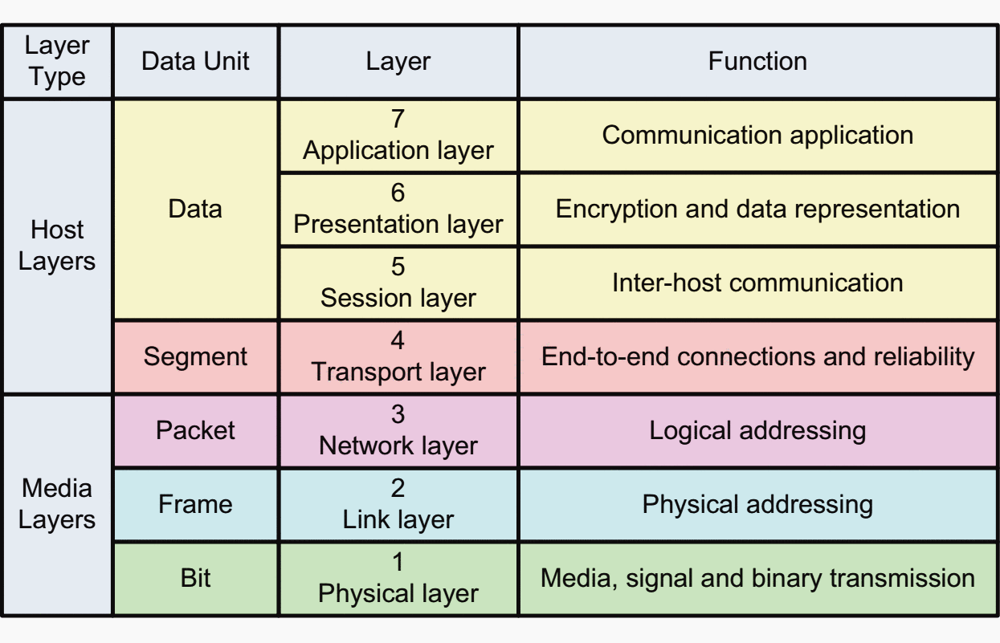 Layer
Type
Data Unit
Layer
Function
Host
Layers
Data
7
Application layer
Communication application
6
Presentation layer
Encryption and data representation
5
Session layer
Inter-host communication
Segment
4
Transport layer
End-to-end connections and reliability
Media
Layers
Packet
3
Network layer
Logical addressing
Frame
2
Link layer
Physical addressing
Bit
1
Physical layer
Media, signal and binary transmission